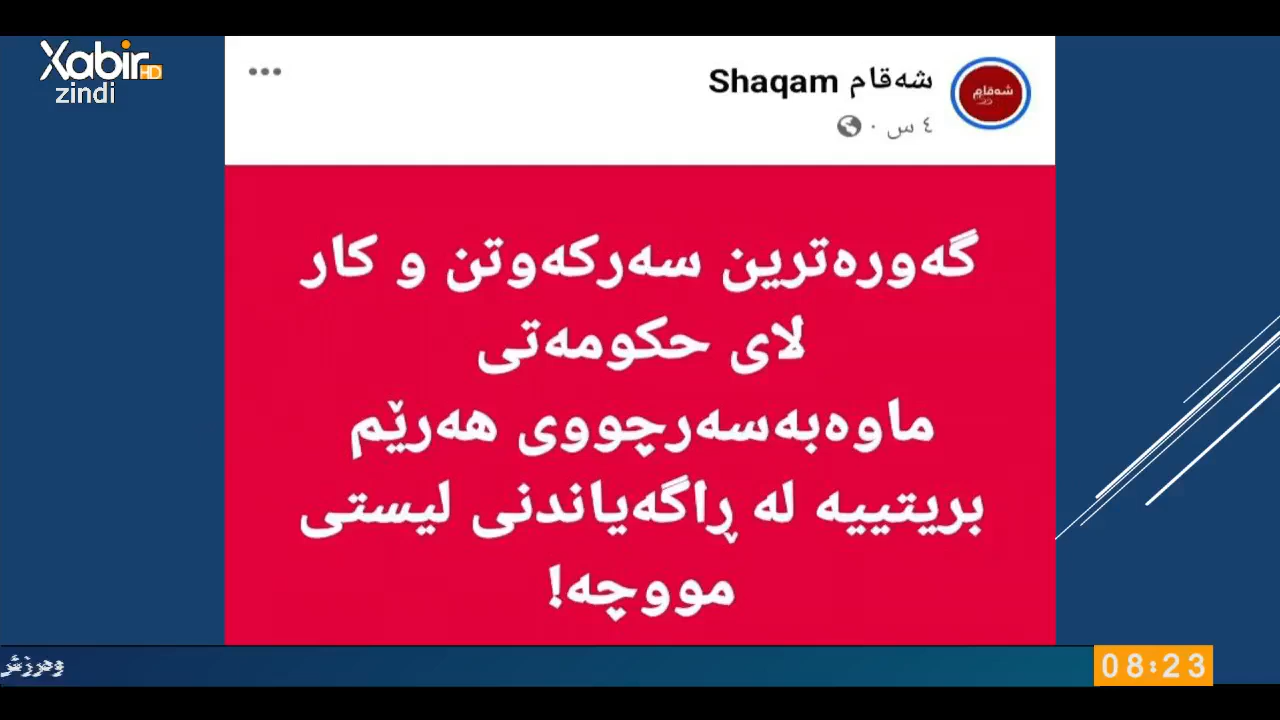 Xabir HD
zindi
شەقام Shaqam
شەقام
٤ س ·
گەورەترین سەرکەوتن و کار
لای حکومەتی
ماوەبەسەرچووی هەرێم
بریتییە لە ڕاگەیاندنی لیستی
مووچە!
08:23